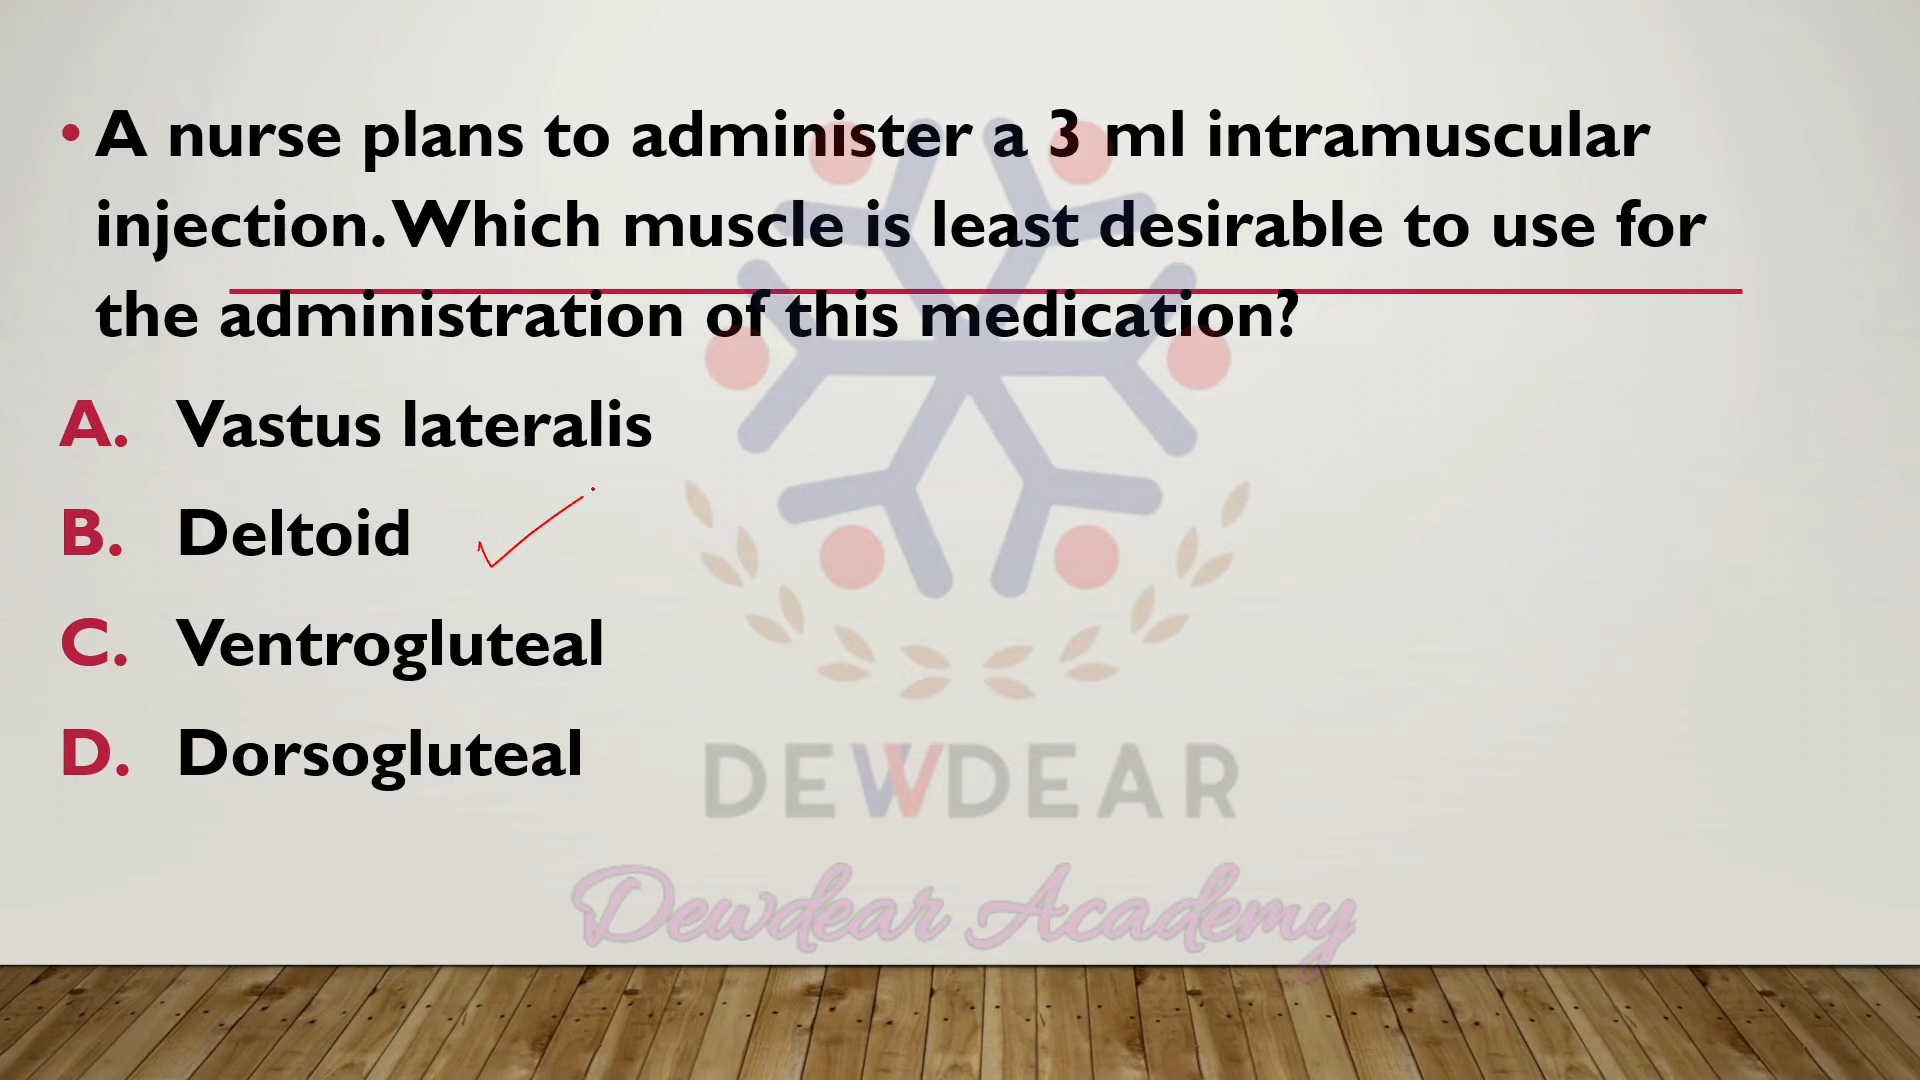 • A nurse plans to administer a 3 ml intramuscular
injection. Which muscle is least desirable to use for
the administration of this medication?
A. Vastus lateralis
B. Deltoid
C. Ventrogluteal
D. Dorsogluteal
DEWDEAR
Dewdear Academy